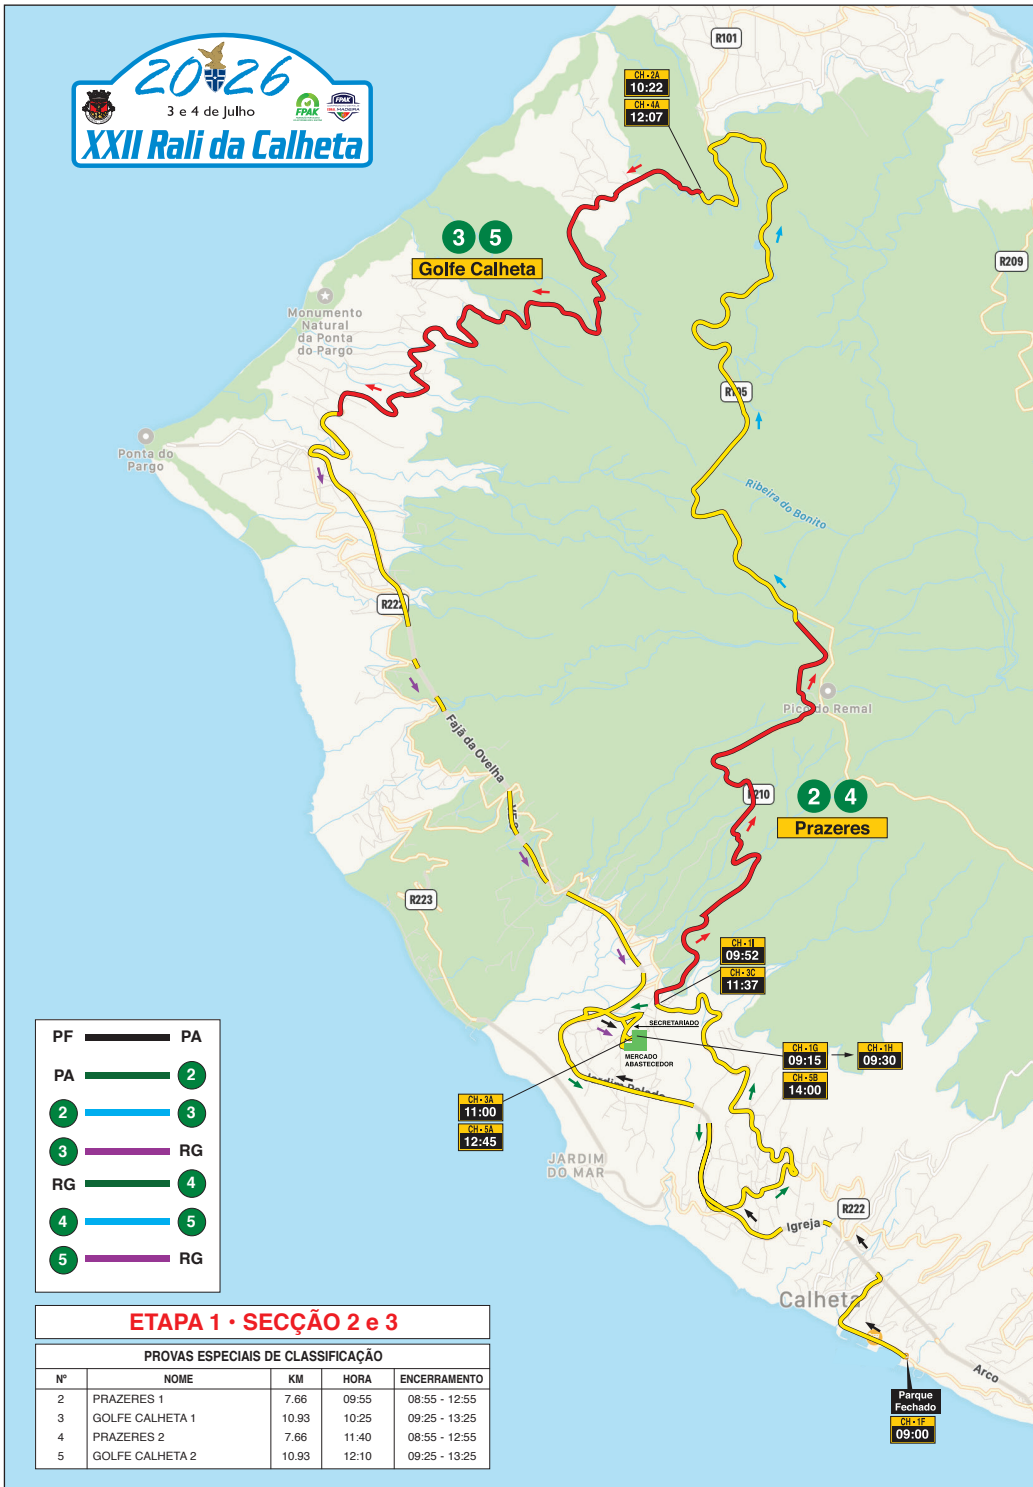 2026
3 e 4 de Julho
FPAK
FPAK
MADEIRA
XXII Rali da Calheta
R101
CH - 2A
10:22
CH - 4A
12:07
3 5
Golfe Calheta
R209
Monumento
Natural
da Ponta
do Pargo
Ponta do
Pargo
Ribeira do Bonito
R222
Pico do Remal
Fajã da Ovelha
R210
2 4
Prazeres
R223
CH - 1I
09:52
CH - 3C
11:37
SECRETARIADO
MERCADO
ABASTECEDOR
CH - 1G
09:15
CH - 1H
09:30
CH - 5B
14:00
CH - 3A
11:00
CH - 5A
12:45
JARDIM
DO MAR
R222
Igreja
Calheta
Arco
Parque
Fechado
CH - 1F
09:00
PF PA
PA 2
2 3
3 RG
RG 4
4 5
5 RG
ETAPA 1 • SECÇÃO 2 e 3
PROVAS ESPECIAIS DE CLASSIFICAÇÃO
Nº NOME KM HORA ENCERRAMENTO
2 PRAZERES 1 7.66 09:55 08:55 - 12:55
3 GOLFE CALHETA 1 10.93 10:25 09:25 - 13:25
4 PRAZERES 2 7.66 11:40 08:55 - 12:55
5 GOLFE CALHETA 2 10.93 12:10 09:25 - 13:25